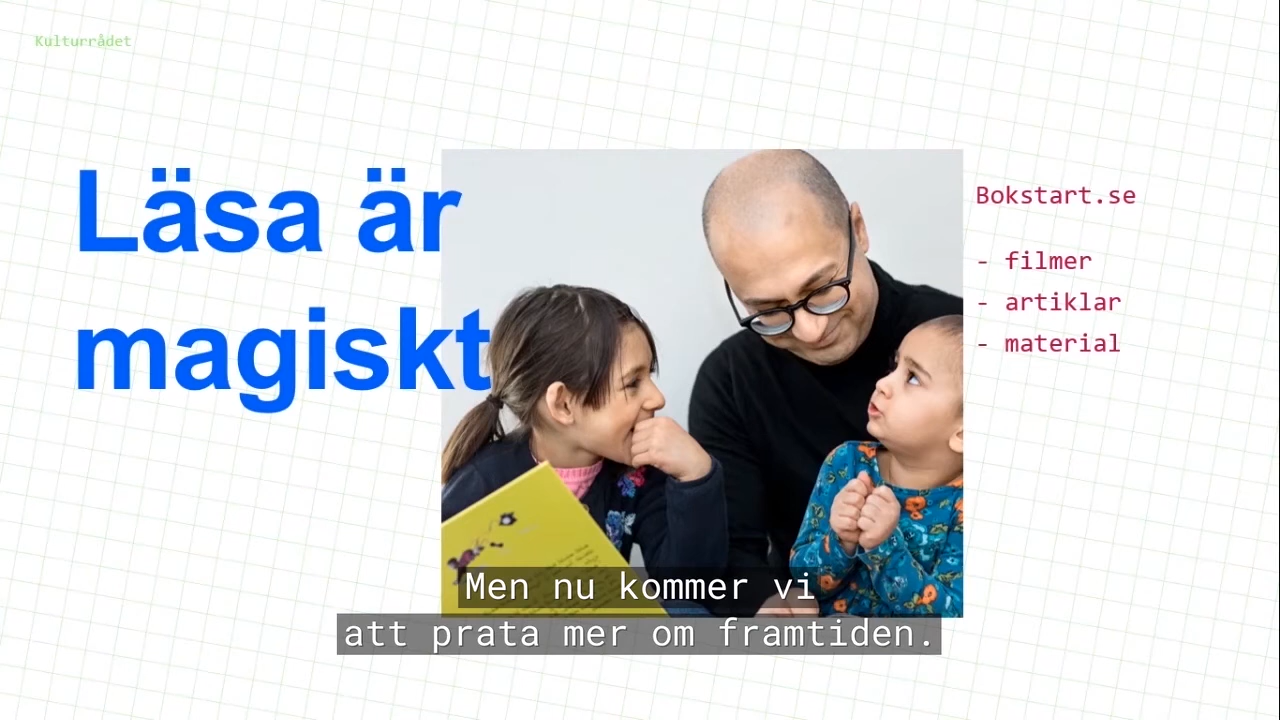 Kulturrådet
Läsa är
magiskt
Bokstart.se
- filmer
- artiklar
- material
Men nu kommer vi
att prata mer om framtiden.